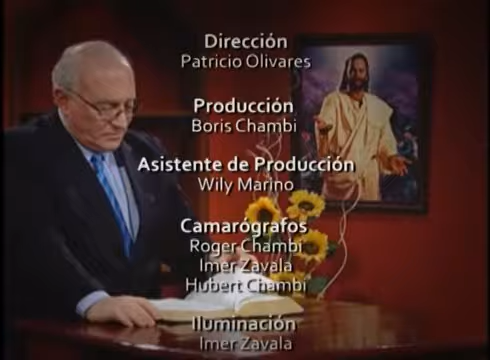 Dirección
Patricio Olivares
Producción
Boris Chambi
Asistente de Producción
Wily Marino
Camarógrafos
Roger Chambi
Imer Zavala
Hubert Chambi
Iluminación
Imer Zavala